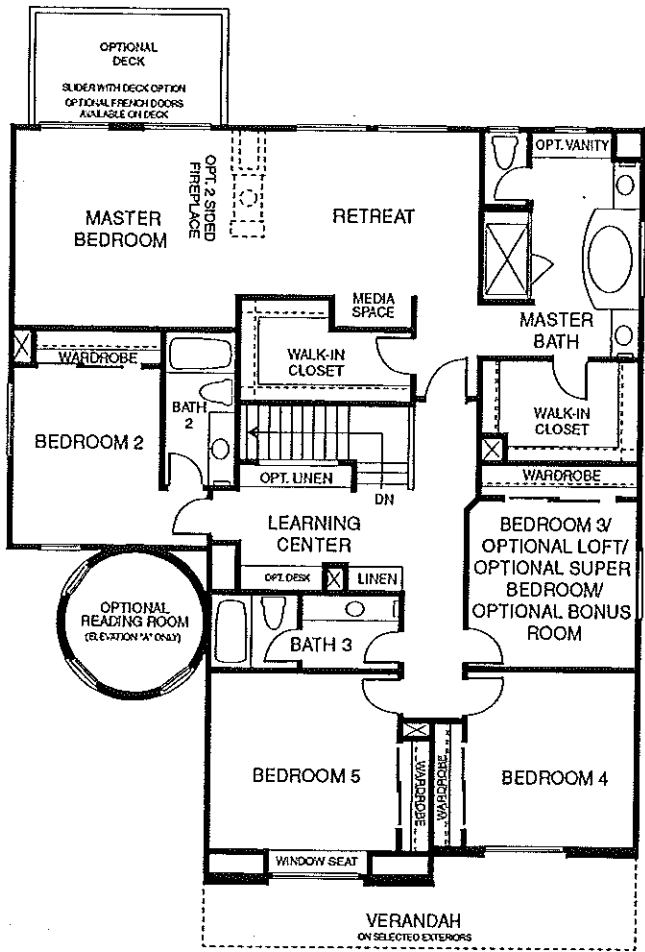 OPTIONAL
DECK
SLIDER WITH DECK OPTION
OPTIONAL FRENCH DOORS
AVAILABLE ON DECK
OPT. VANITY
OPT. 2 SIDED
FIREPLACE
MASTER
BEDROOM
RETREAT
MEDIA
SPACE
MASTER
BATH
WARDROBE
WALK-IN
CLOSET
BATH
2
WALK-IN
CLOSET
BEDROOM 2
OPT. LINEN
WARDROBE
DN
LEARNING
CENTER
BEDROOM 3/
OPTIONAL LOFT/
OPTIONAL SUPER
BEDROOM/
OPTIONAL BONUS
ROOM
OPT. DESK
LINEN
OPTIONAL
READING ROOM
(ELEVATION "A" ONLY)
BATH 3
BEDROOM 5
WARDROBE
WARDROBE
BEDROOM 4
WINDOW SEAT
VERANDAH
ON SELECTED EXTERIORS